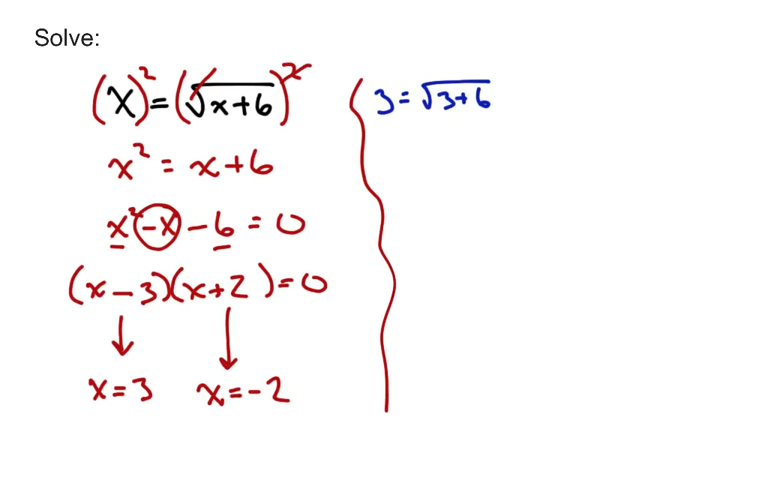 Solve:
(x)² = (√x+6)²
x² = x+6
x² -x - 6 = 0
(x - 3)(x+2) = 0
x = 3 x = -2
3 = √3+6